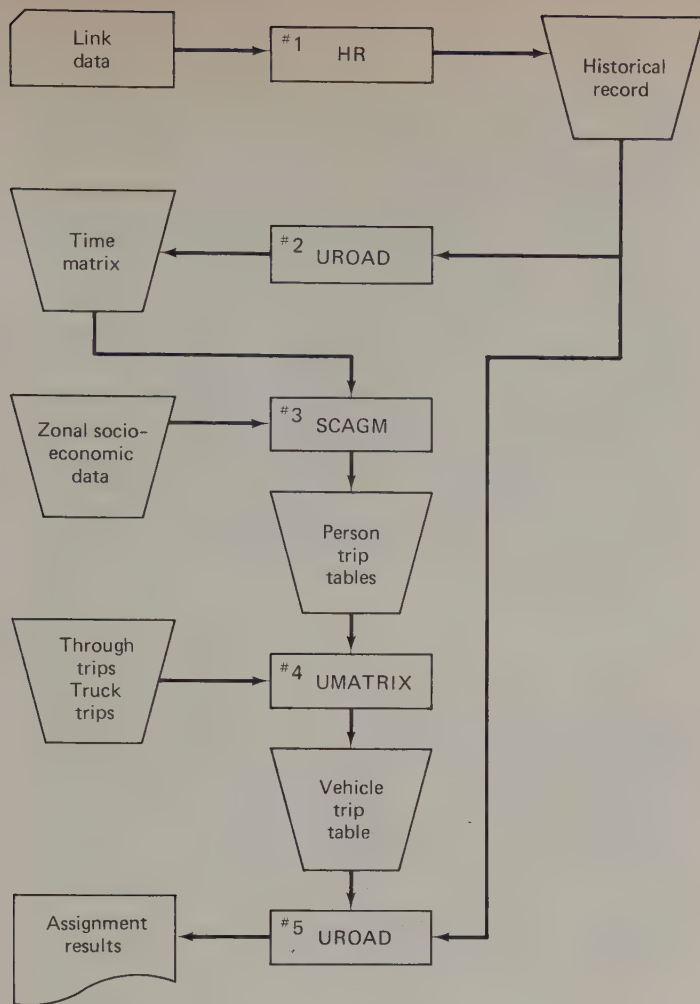 Link
data
#1 HR
Historical
record
Time
matrix
#2 UROAD
Zonal socio-
economic
data
#3 SCAGM
Person
trip
tables
Through
trips
Truck
trips
#4 UMATRIX
Vehicle
trip
table
Assignment
results
#5 UROAD